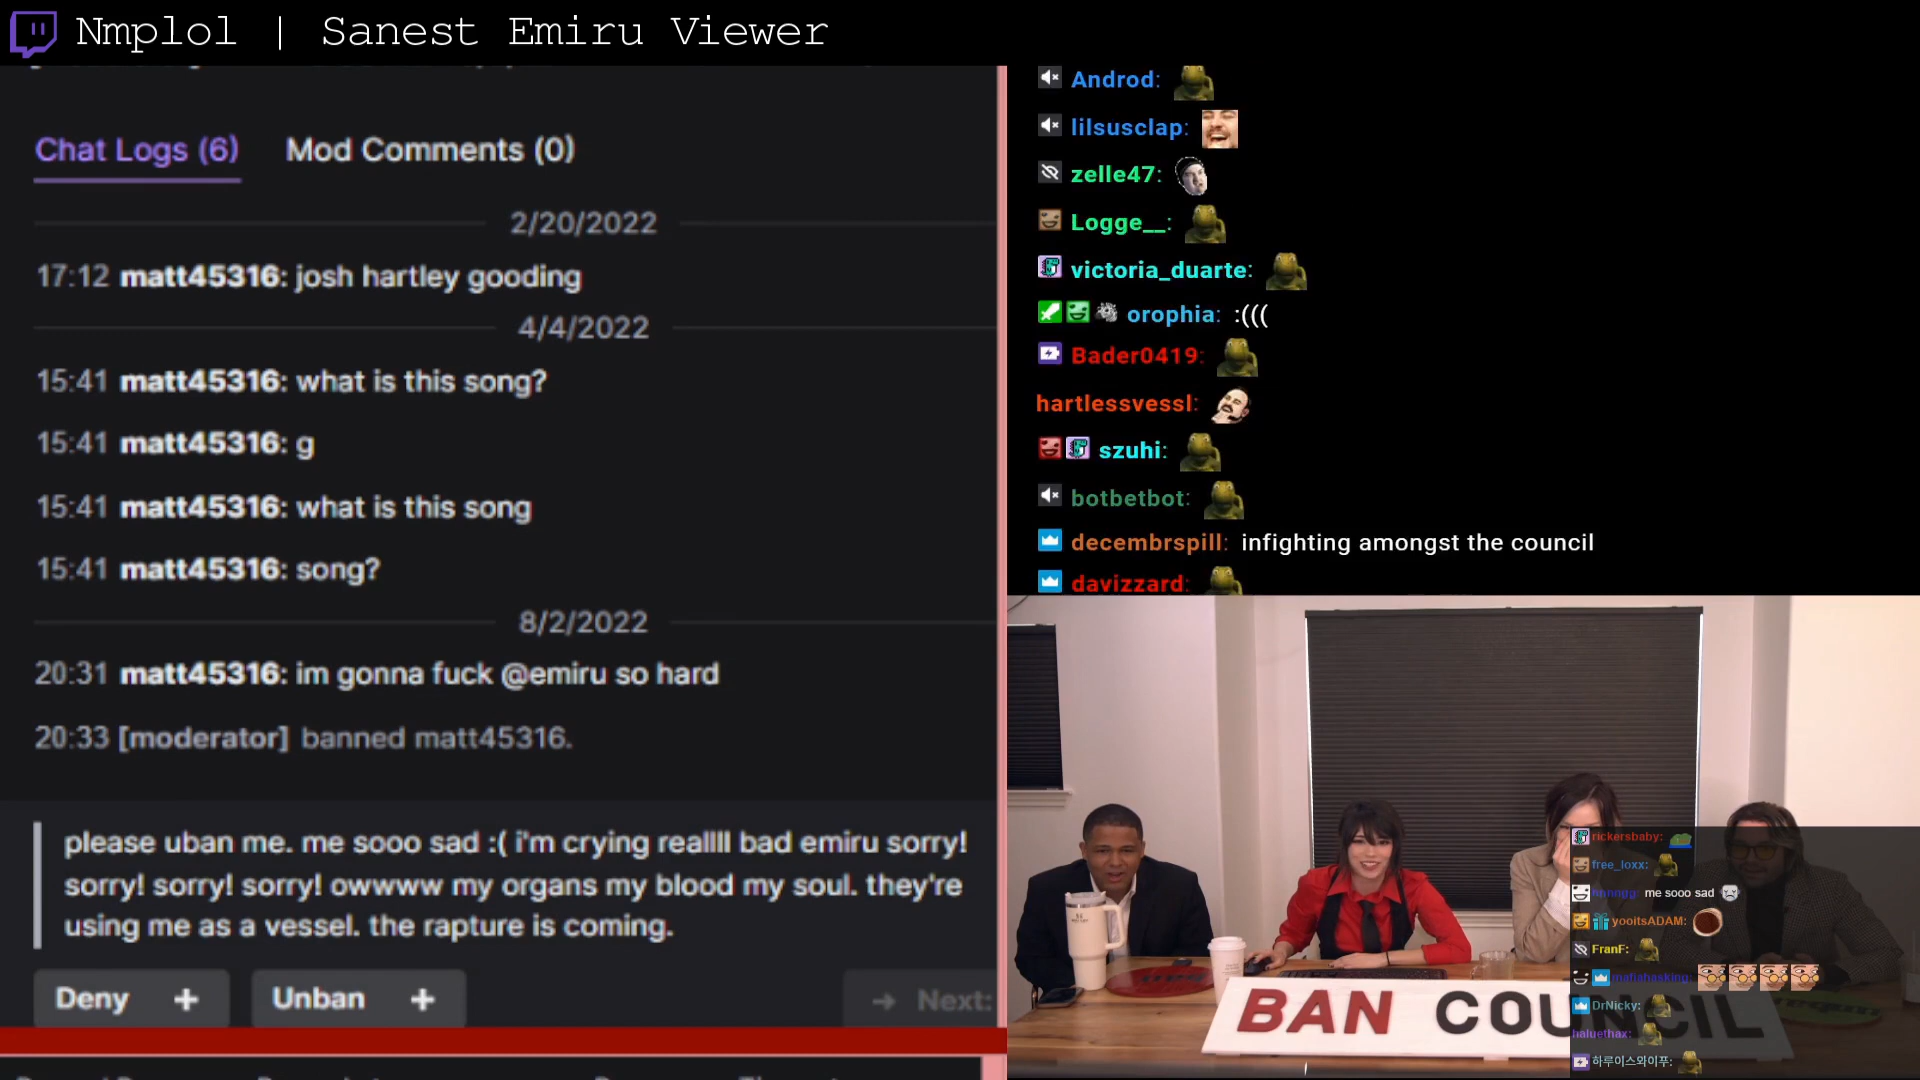 Nmplol | Sanest Emiru Viewer
Chat Logs (6) Mod Comments (0)
2/20/2022
17:12 matt45316: josh hartley gooding
4/4/2022
15:41 matt45316: what is this song?
15:41 matt45316: g
15:41 matt45316: what is this song
15:41 matt45316: song?
8/2/2022
20:31 matt45316: im gonna fuck @emiru so hard
20:33 [moderator] banned matt45316.
please uban me. me sooo sad :( i'm crying reallll bad emiru sorry!
sorry! sorry! sorry! owwww my organs my blood my soul. they're
using me as a vessel. the rapture is coming.
Deny + Unban + → Next:
Androd:
lilsusclap:
zelle47:
Logge__:
victoria_duarte:
orophia: :(((
Bader0419:
hartlessvessl:
szuhi:
botbetbot:
decembrspill: infighting amongst the council
davizzard:
rickersbaby:
free_loxx:
me sooo sad
yooitsADAM:
FranF:
mafiahasking:
DrNicky:
haluethax:
하루이스와이푸:
BAN COUNCIL